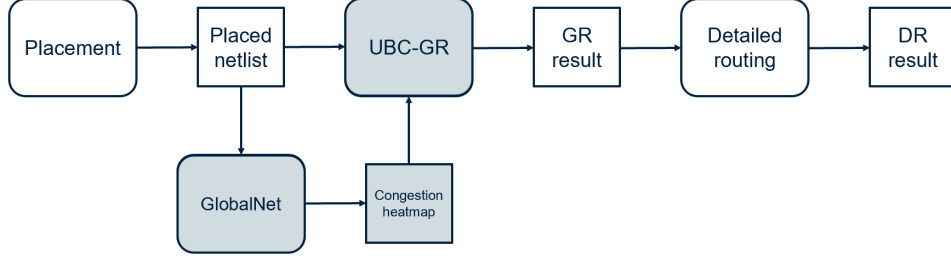 Placement
Placed
netlist
UBC-GR
GR
result
Detailed
routing
DR
result
GlobalNet
Congestion
heatmap